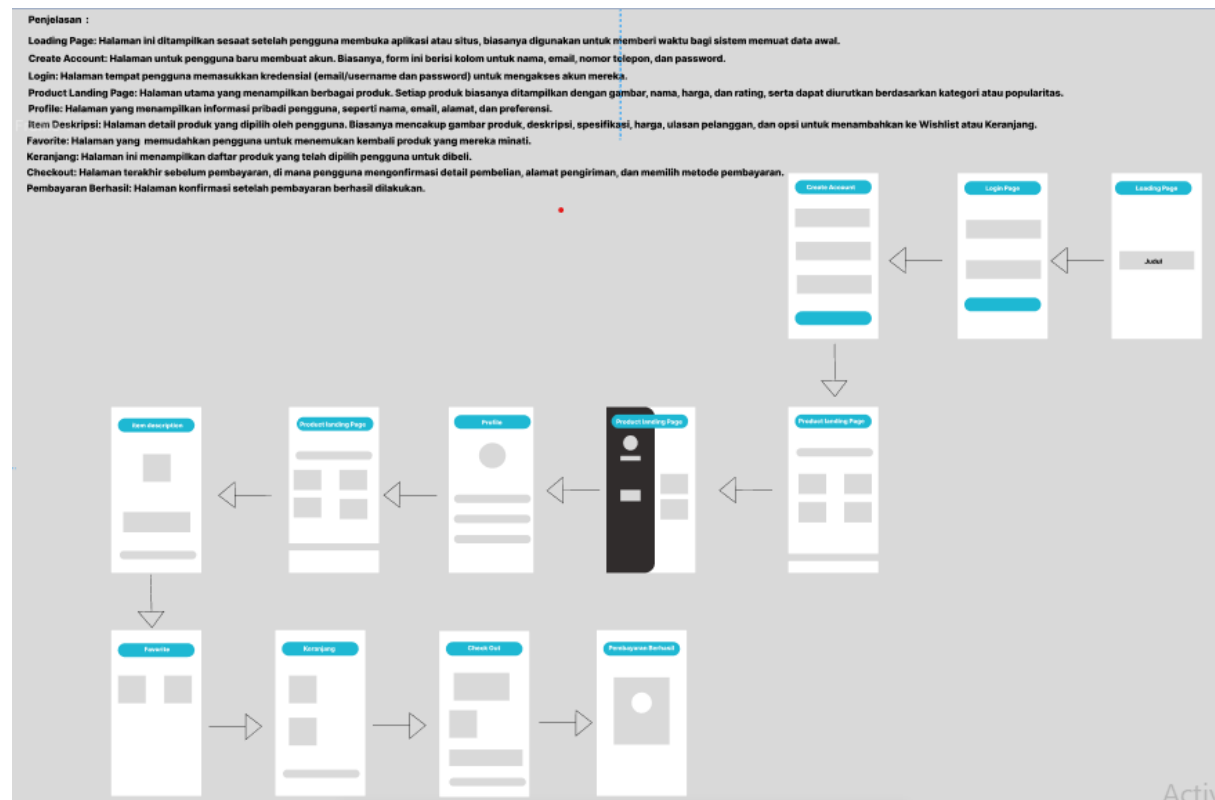 Penjelasan :
Loading Page: Halaman ini ditampilkan sesaat setelah pengguna membuka aplikasi atau situs, biasanya digunakan untuk memberi waktu bagi sistem memuat data awal.
Create Account: Halaman untuk pengguna baru membuat akun. Biasanya, form ini berisi kolom untuk nama, email, nomor telepon, dan password.
Login: Halaman tempat pengguna memasukkan kredensial (email/username dan password) untuk mengakses akun mereka.
Product Landing Page: Halaman utama yang menampilkan berbagai produk. Setiap produk biasanya ditampilkan dengan gambar, nama, harga, dan rating, serta dapat diurutkan berdasarkan kategori atau popularitas.
Profile: Halaman yang menampilkan informasi pribadi pengguna, seperti nama, email, alamat, dan preferensi.
Item Deskripsi: Halaman detail produk yang dipilih oleh pengguna. Biasanya mencakup gambar produk, deskripsi, spesifikasi, harga, ulasan pelanggan, dan opsi untuk menambahkan ke Wishlist atau Keranjang.
Favorite: Halaman yang memudahkan pengguna untuk menemukan kembali produk yang mereka minati.
Keranjang: Halaman ini menampilkan daftar produk yang telah dipilih pengguna untuk dibeli.
Checkout: Halaman terakhir sebelum pembayaran, di mana pengguna mengonfirmasi detail pembelian, alamat pengiriman, dan memilih metode pembayaran.
Pembayaran Berhasil: Halaman konfirmasi setelah pembayaran berhasil dilakukan.
Create Account
Login Page
Loading Page
Judul
Item description
Product landing Page
Profile
Product landing Page
Product landing Page
Favorite
Keranjang
Check Out
Pembayaran Berhasil